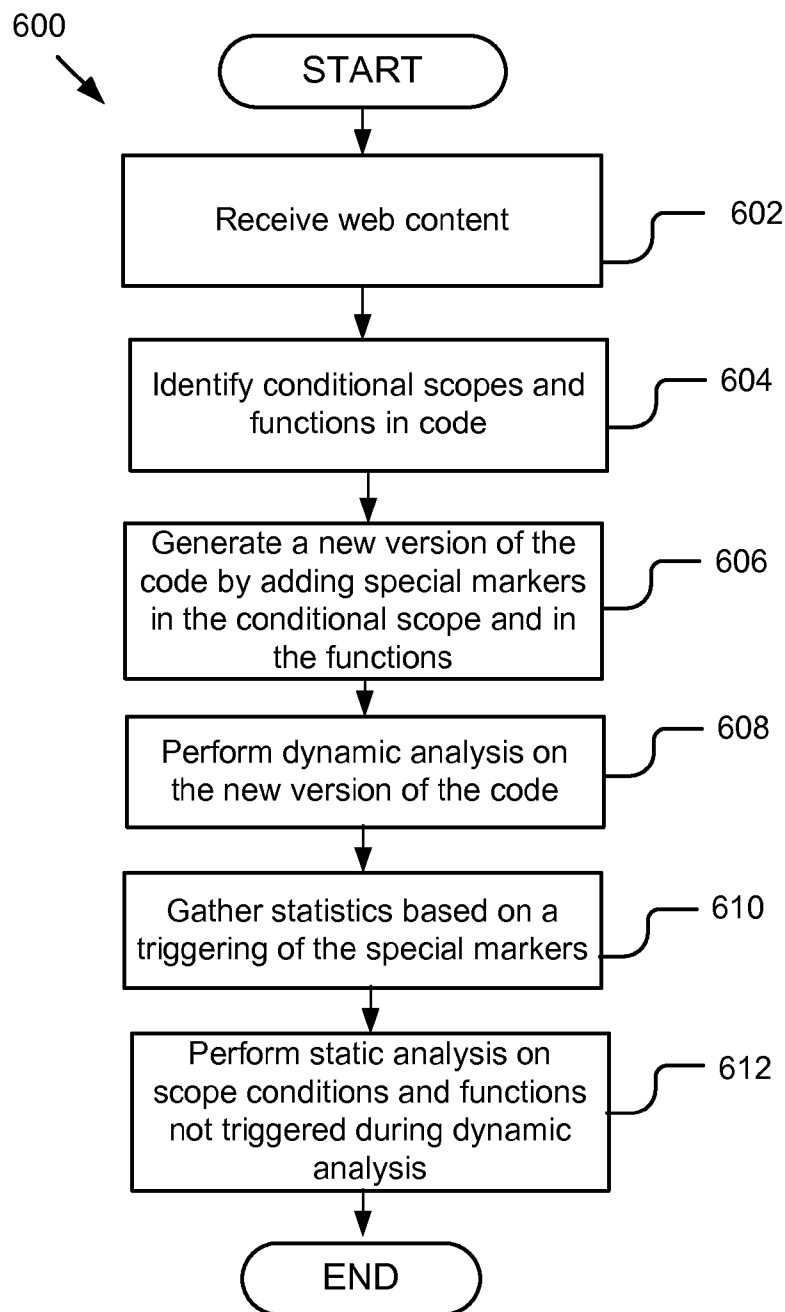 600
START
Receive web content
602
Identify conditional scopes and
functions in code
604
Generate a new version of the
code by adding special markers
in the conditional scope and in
the functions
606
Perform dynamic analysis on
the new version of the code
608
Gather statistics based on a
triggering of the special markers
610
Perform static analysis on
scope conditions and functions
not triggered during dynamic
analysis
612
END